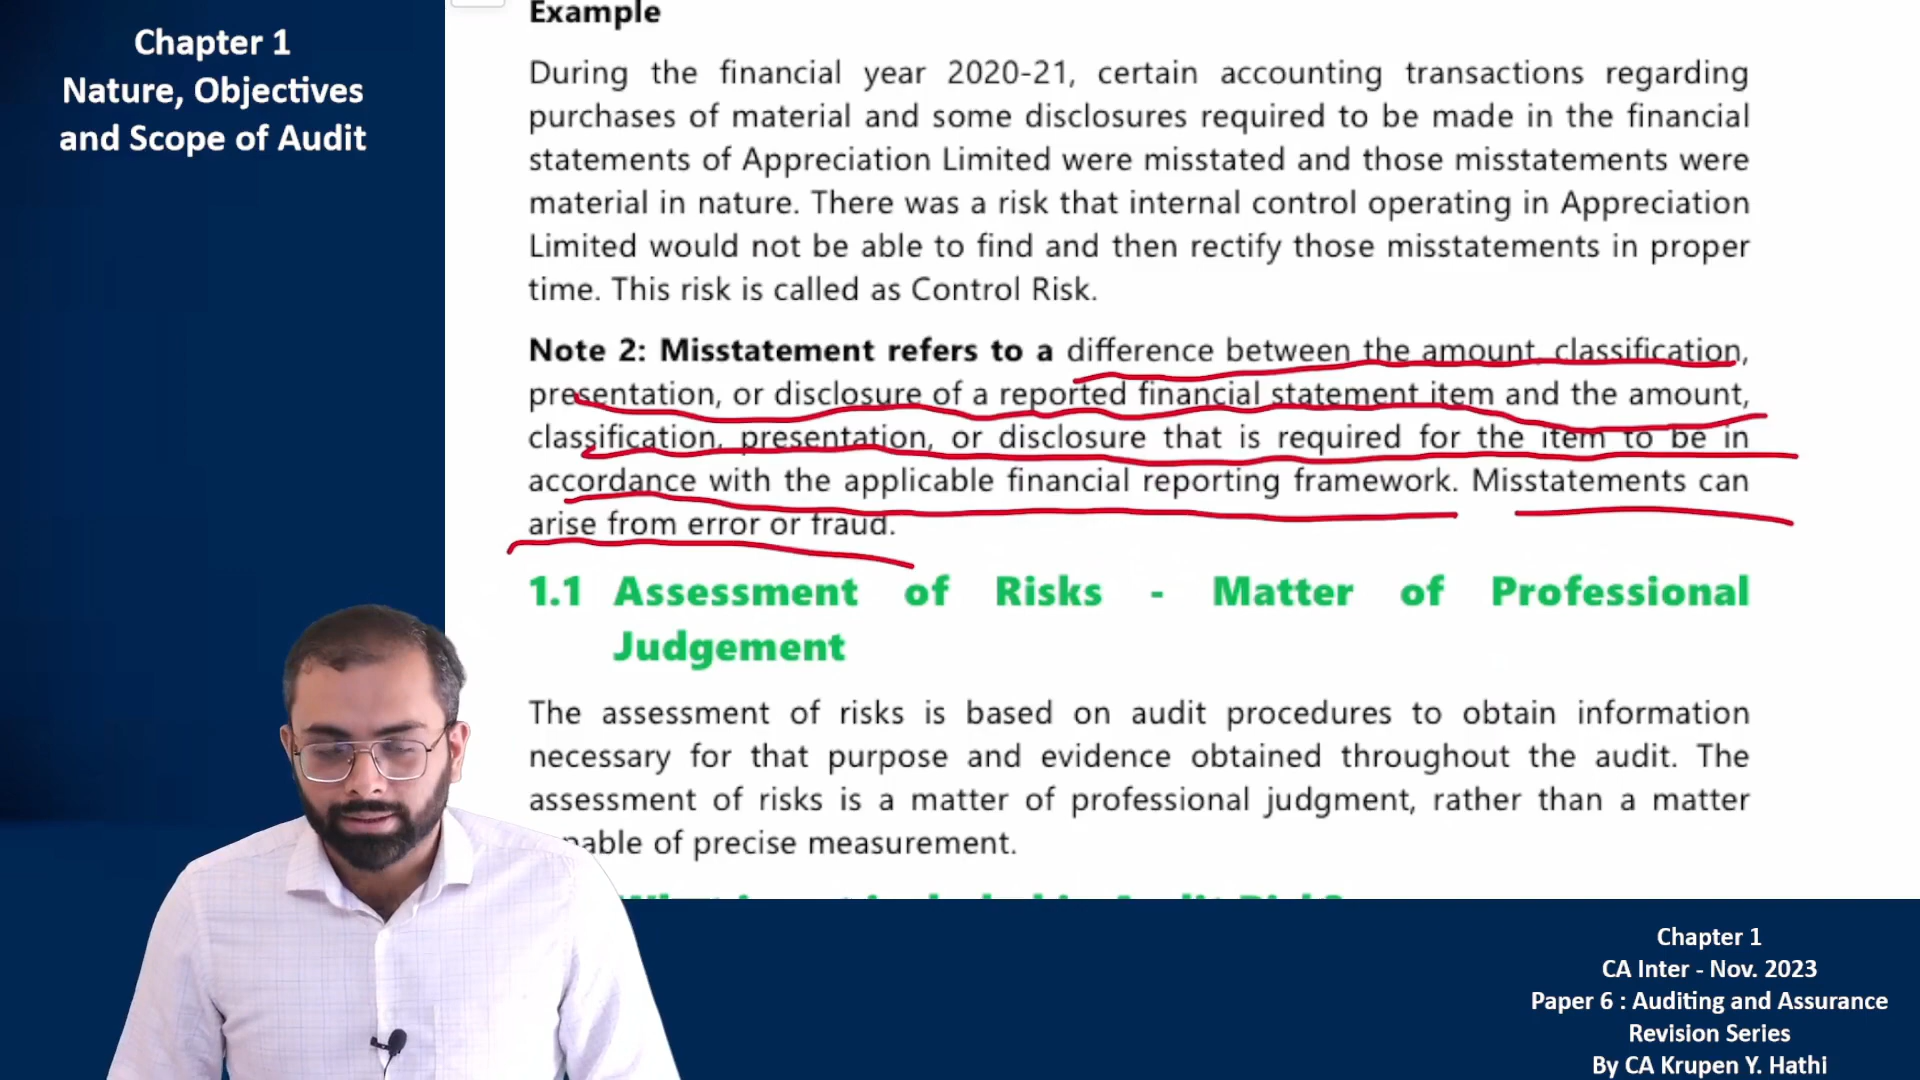 Chapter 1
Nature, Objectives
and Scope of Audit
Example
During the financial year 2020-21, certain accounting transactions regarding
purchases of material and some disclosures required to be made in the financial
statements of Appreciation Limited were misstated and those misstatements were
material in nature. There was a risk that internal control operating in Appreciation
Limited would not be able to find and then rectify those misstatements in proper
time. This risk is called as Control Risk.
Note 2: Misstatement refers to a difference between the amount, classification,
presentation, or disclosure of a reported financial statement item and the amount,
classification, presentation, or disclosure that is required for the item to be in
accordance with the applicable financial reporting framework. Misstatements can
arise from error or fraud.
1.1 Assessment of Risks - Matter of Professional
Judgement
The assessment of risks is based on audit procedures to obtain information
necessary for that purpose and evidence obtained throughout the audit. The
assessment of risks is a matter of professional judgment, rather than a matter
of precise measurement.
Chapter 1
CA Inter - Nov. 2023
Paper 6 : Auditing and Assurance
Revision Series
By CA Krupen Y. Hathi